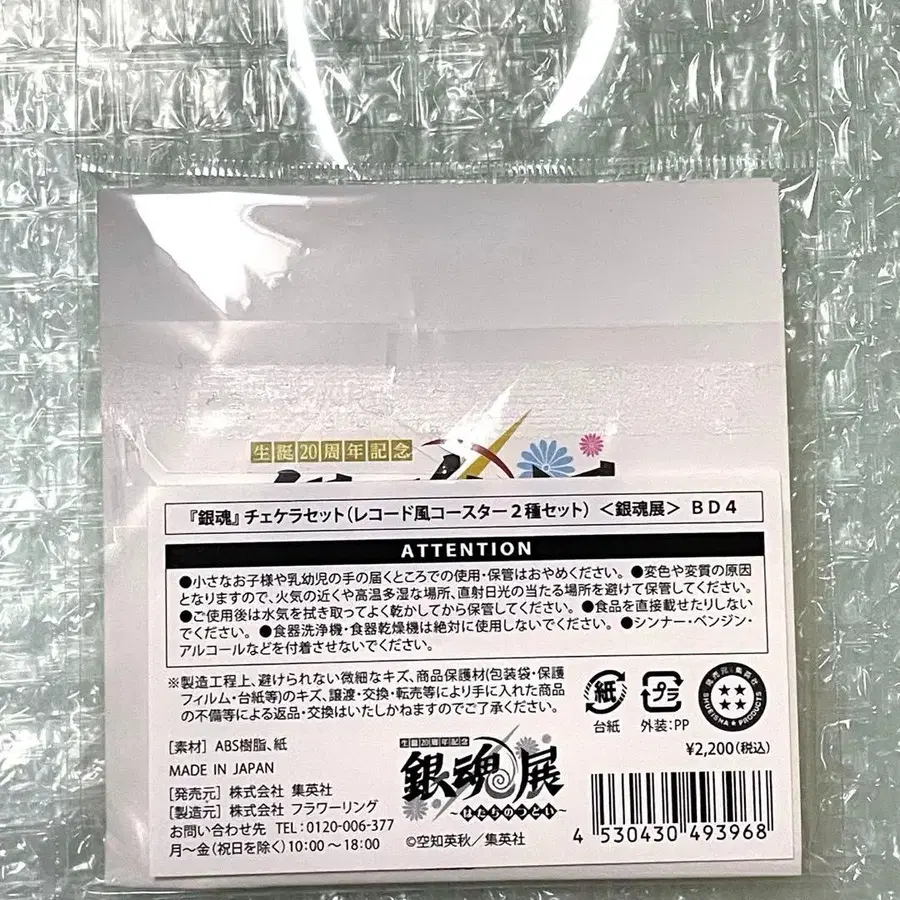 生誕20周年記念
『銀魂』チェケラセット(レコード風コースター2種セット) <銀魂展> BD4
ATTENTION
●小さなお子様や乳幼児の手の届くところでの使用・保管はおやめください。●変色や変質の原因
となりますので、火気の近くや高温多湿な場所、直射日光の当たる場所を避けて保管してください。
●ご使用後は水気を拭き取ってよく乾かしてから保管してください。●食品を直接載せたりしない
でください。●食器洗浄機・食器乾燥機は絶対に使用しないでください。●シンナー・ベンジン・
アルコールなどを付着させないでください。
※製造工程上、避けられない微細なキズ、商品保護材(包装袋・保護
フィルム・台紙等)のキズ、譲渡・交換・転売等により手に入れた商品
の不備等による返品・交換はいたしかねますのでご了承ください。
紙
台紙
プラ
外装:PP
発売元 集英社
SHUEISHA ★ PRODUCTS
¥2,200(税込)
[素材] ABS樹脂、紙
MADE IN JAPAN
[発売元] 株式会社 集英社
[製造元] 株式会社 フラワーリング
お問い合わせ先 TEL:0120-006-377
月〜金(祝日を除く)10:00〜18:00
生誕20周年記念
銀魂展
〜はたちのつどい〜
©空知英秋/集英社
4 530430 493968